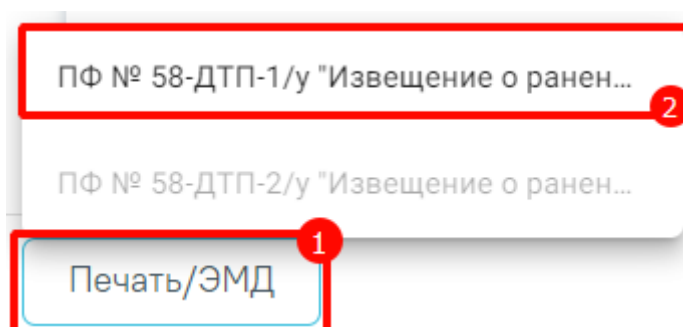 ПФ № 58-ДТП-1/у "Извещение о ранен...
2
ПФ № 58-ДТП-2/у "Извещение о ранен...
1
Печать/ЭМД